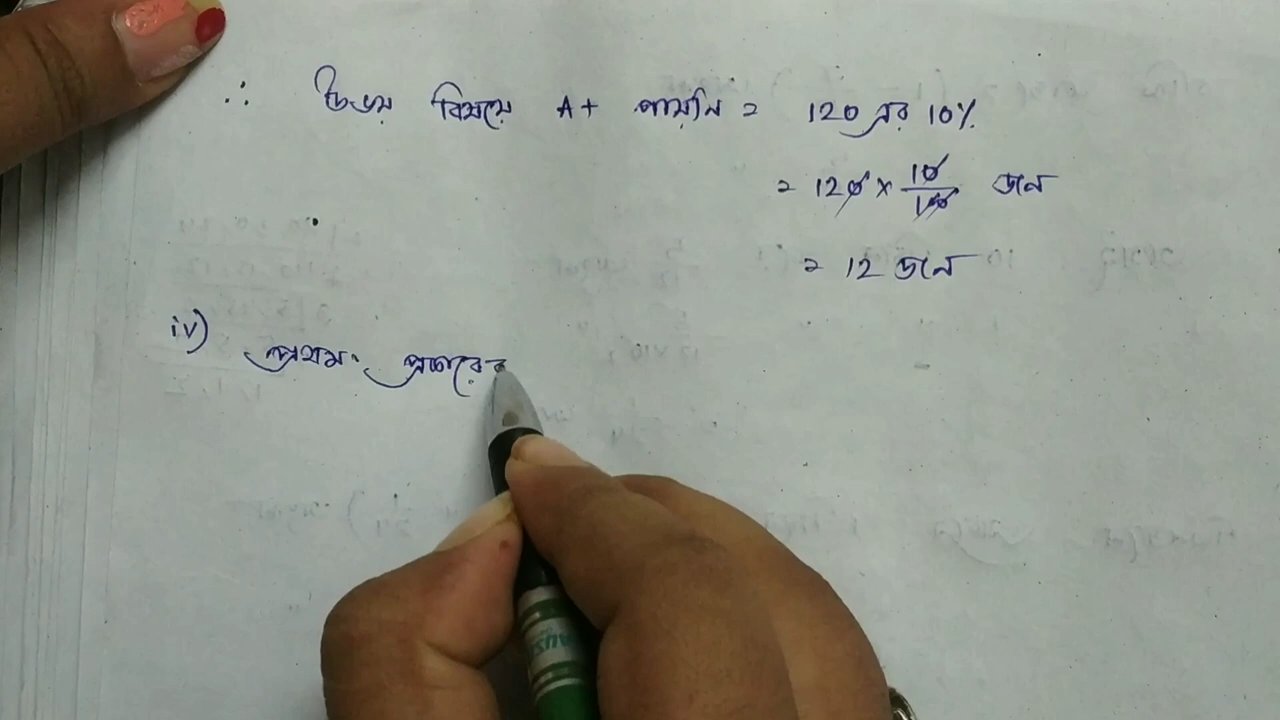 ∴ উভয় বিষয়ে A+ পায়নি = 120 এর 10%
= 120 × 10/100 জন
= 12 জন
iv) প্রথম প্রকারের